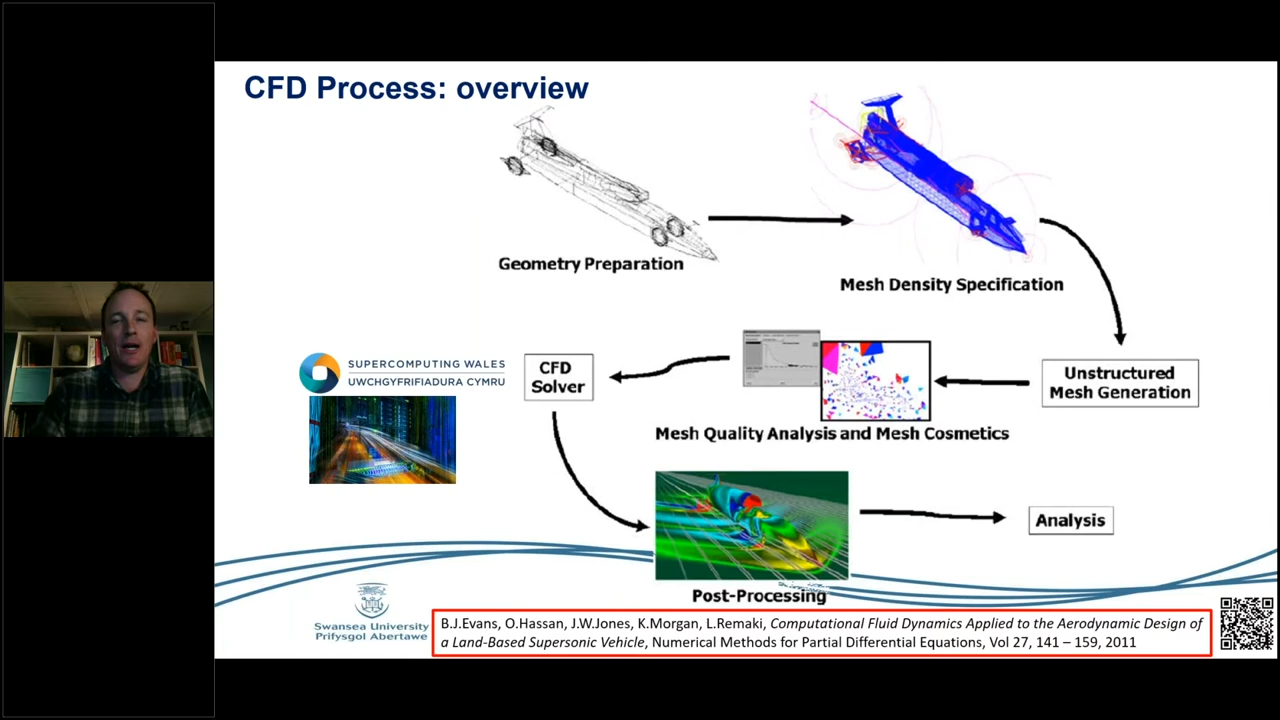 CFD Process: overview
Geometry Preparation
Mesh Density Specification
Unstructured
Mesh Generation
Mesh Quality Analysis and Mesh Cosmetics
CFD
Solver
SUPERCOMPUTING WALES
UWCHGYFRIFIADURA CYMRU
Post-Processing
Analysis
Swansea University
Prifysgol Abertawe
B.J.Evans, O.Hassan, J.W.Jones, K.Morgan, L.Remaki, Computational Fluid Dynamics Applied to the Aerodynamic Design of
a Land-Based Supersonic Vehicle, Numerical Methods for Partial Differential Equations, Vol 27, 141 – 159, 2011